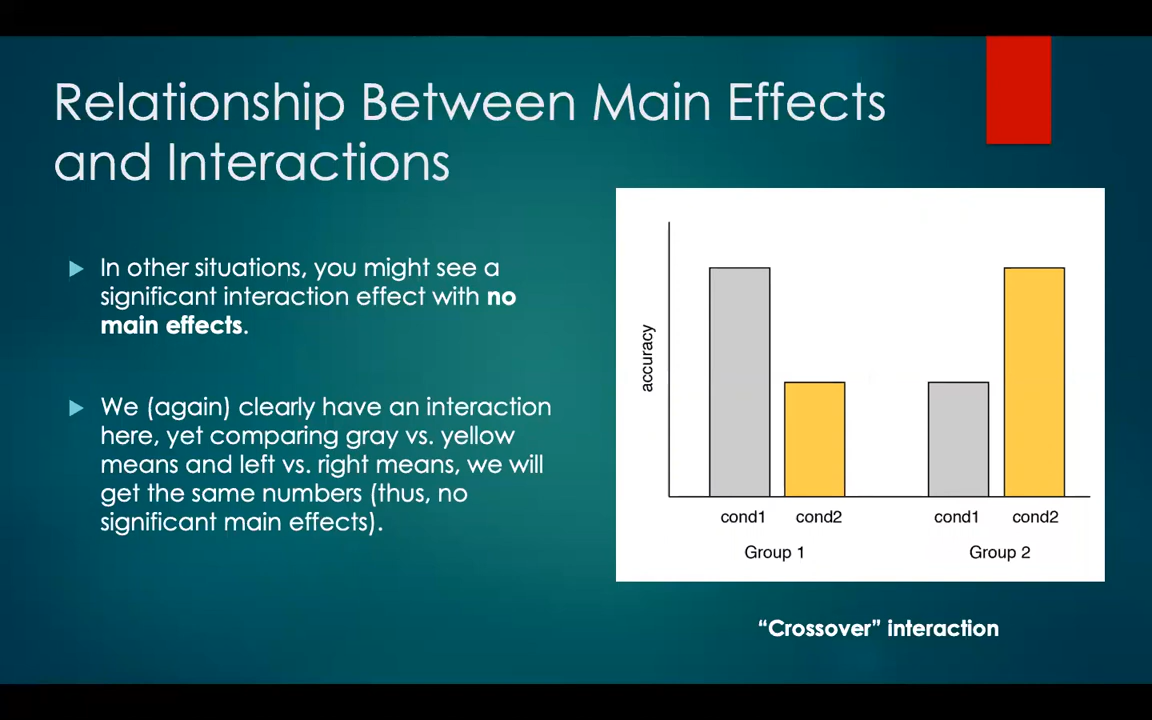 Relationship Between Main Effects
and Interactions
In other situations, you might see a
significant interaction effect with no
main effects.
We (again) clearly have an interaction
here, yet comparing gray vs. yellow
means and left vs. right means, we will
get the same numbers (thus, no
significant main effects).
accuracy
cond1 cond2 cond1 cond2
Group 1 Group 2
“Crossover” interaction